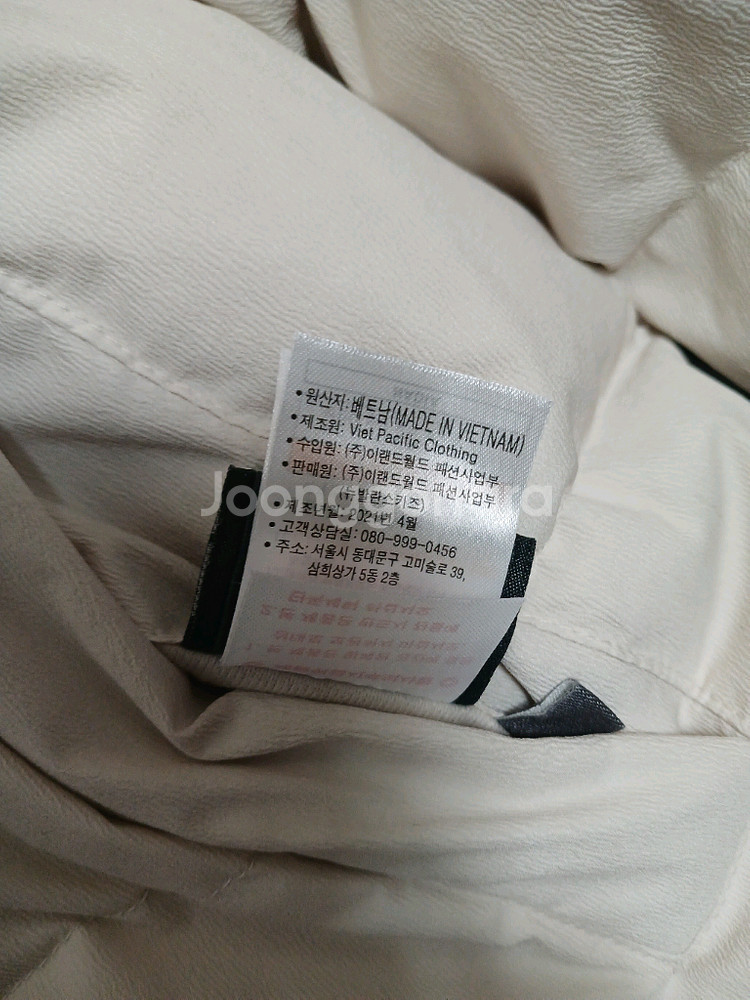 • 원산지: 베트남(MADE IN VIETNAM)
• 제조원: Viet Pacific Clothing
• 수입원: (주)이랜드월드 패션사업부
• 판매원: (주)이랜드월드 패션사업부
(뉴발란스키즈)
• 제조년월: 2021년 4월
• 고객상담실: 080-999-0456
• 주소: 서울시 동대문구 고미술로 39,
삼희상가 5동 2층
Joonggonara